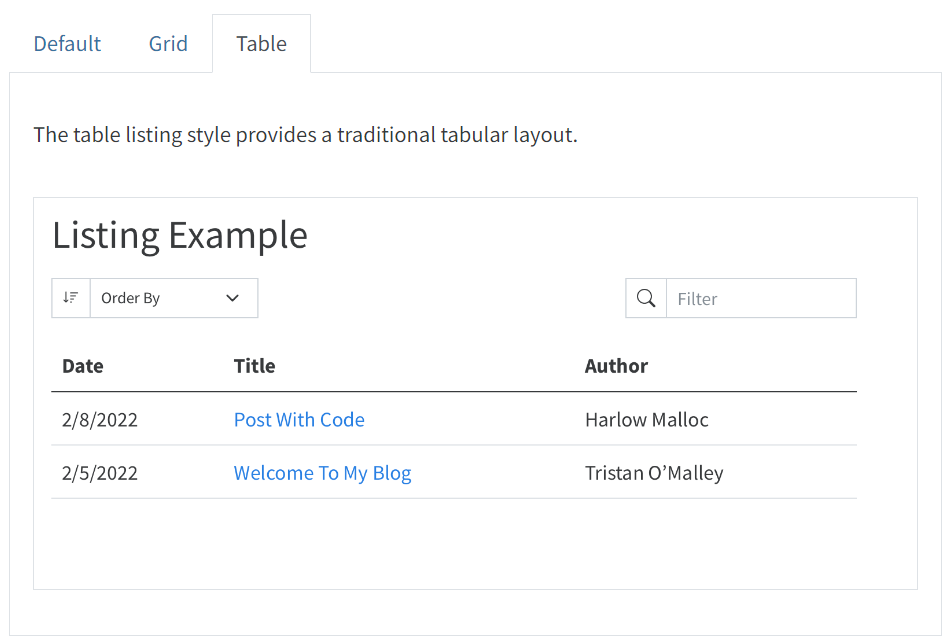 Default Grid Table
The table listing style provides a traditional tabular layout.
Listing Example
Order By Filter
Date Title Author
2/8/2022 Post With Code Harlow Malloc
2/5/2022 Welcome To My Blog Tristan O’Malley